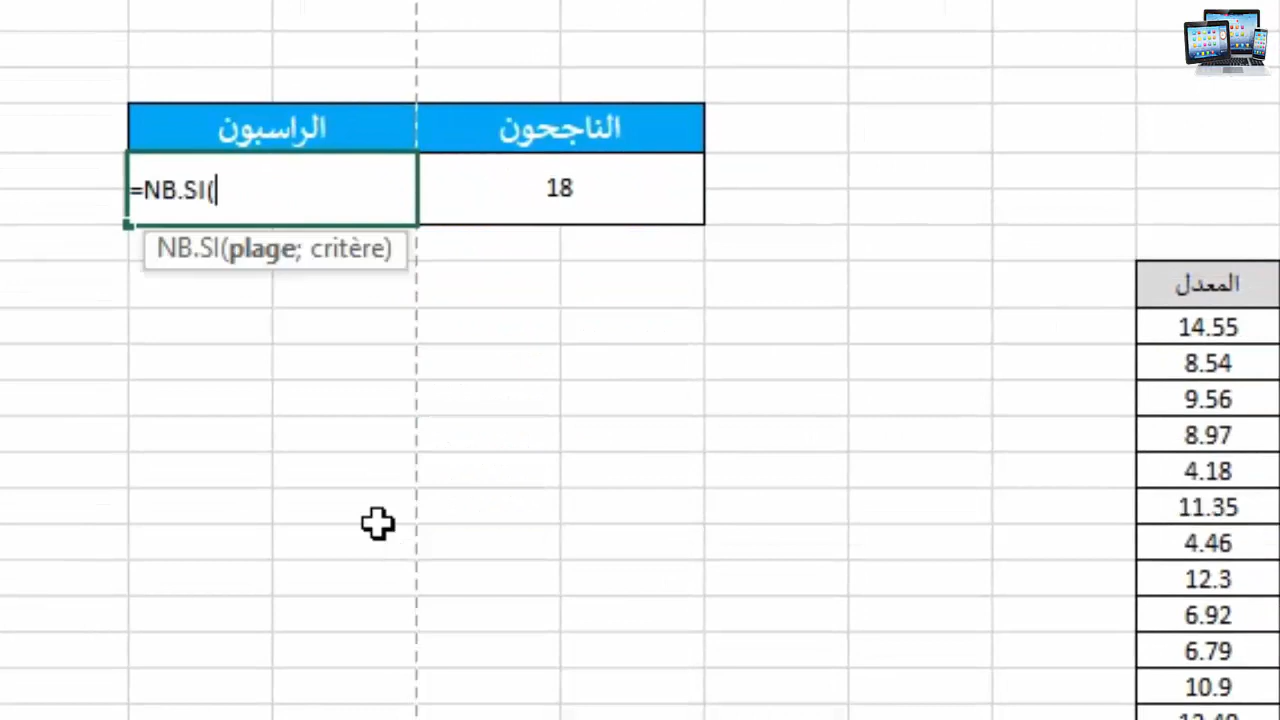 الناجحون الراسبون
18 =NB.SI(
NB.SI(plage; critère)
المعدل
14.55
8.54
9.56
8.97
4.18
11.35
4.46
12.3
6.92
6.79
10.9